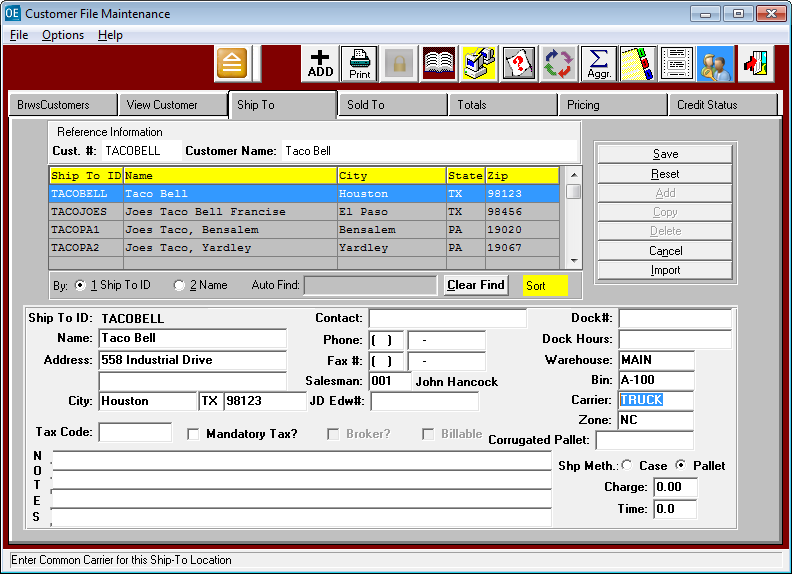 OE Customer File Maintenance
File Options Help
ADD Print Aggr.
BrwsCustomers View Customer Ship To Sold To Totals Pricing Credit Status
Reference Information
Cust. #: TACOBELL Customer Name: Taco Bell
Ship To ID Name City State Zip
TACOBELL Taco Bell Houston TX 98123
TACOJOES Joes Taco Bell Francise El Paso TX 98456
TACOPA1 Joes Taco, Bensalem Bensalem PA 19020
TACOPA2 Joes Taco, Yardley Yardley PA 19067
By: 1 Ship To ID 2 Name Auto Find: Clear Find Sort
Save
Reset
Add
Copy
Delete
Cancel
Import
Ship To ID: TACOBELL Contact: Dock#:
Name: Taco Bell Phone: ( ) - Dock Hours:
Address: 558 Industrial Drive Fax #: ( ) - Warehouse: MAIN
Salesman: 001 John Hancock Bin: A-100
City: Houston TX 98123 JD Edw#: Carrier: TRUCK
Zone: NC
Tax Code: Mandatory Tax? Broker? Billable Corrugated Pallet:
NOTES
Shp Meth.: Case Pallet
Charge: 0.00
Time: 0.0
Enter Common Carrier for this Ship-To Location